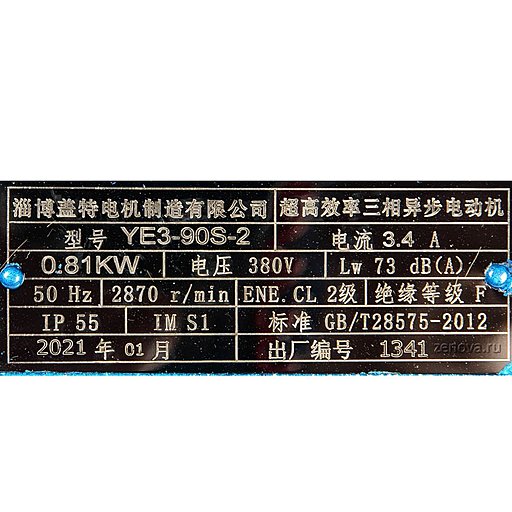 淄博盖特电机制造有限公司 超高效率三相异步电动机
型号 YE3-90S-2 电流 3.4 A
0.81KW 电压 380V Lw 73 dB(A)
50 Hz 2870 r/min ENE.CL 2级 绝缘等级 F
IP 55 IM S1 标准 GB/T28575-2012
2021 年 01 月 出厂编号 1341
zenova.ru